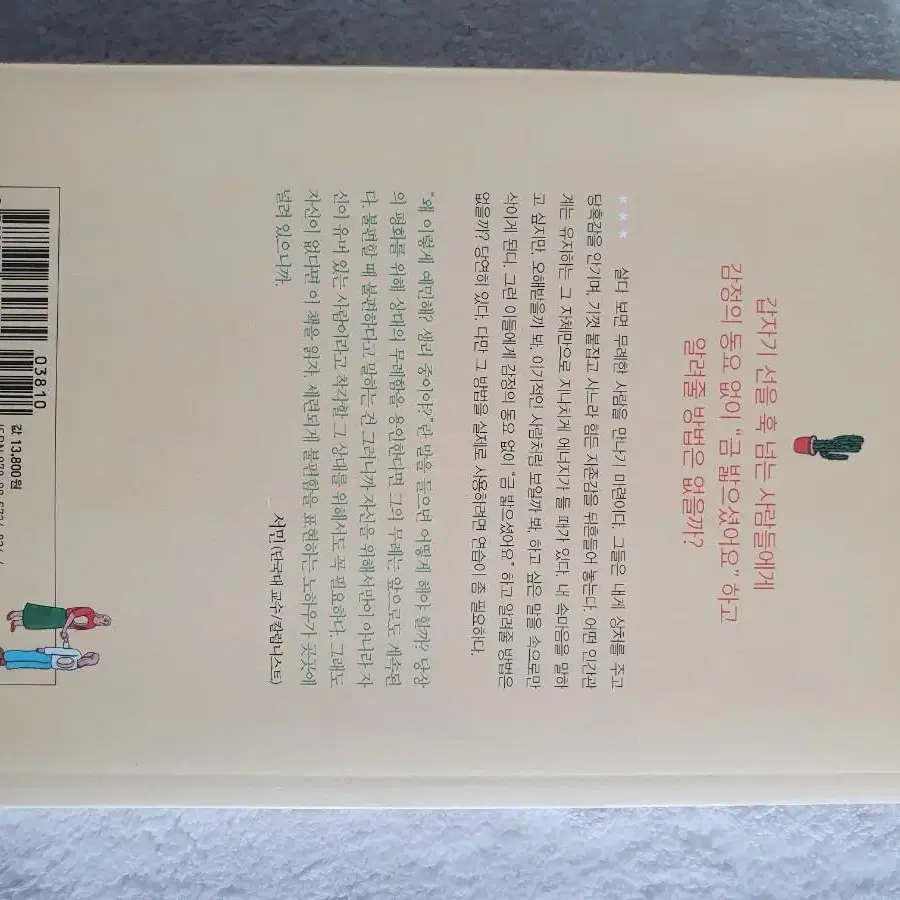 갑자기 선을 훅 넘는 사람들에게
감정의 동요 없이 "금 밟으셨어요" 하고
알려줄 방법은 없을까?
★ ★ ★
살다 보면 무례한 사람을 만나기 마련이다. 그들은 내게 상처를 주고
당혹감을 안기며, 기껏 붙잡고 사느라 힘든 자존감을 뒤흔들어 놓는다. 어떤 인간관
계는 유지하는 그 자체만으로 지나치게 에너지가 들 때가 있다. 내 속마음을 말하
고 싶지만, 오해받을까 봐, 이기적인 사람처럼 보일까 봐, 하고 싶은 말을 속으로만
삭이게 된다. 그런 이들에게 감정의 동요 없이 "금 밟으셨어요" 하고 알려줄 방법은
없을까? 당연히 있다. 다만 그 방법을 실제로 사용하려면 연습이 좀 필요하다.
"왜 이렇게 예민해? 생리 중이야?"란 말을 들으면 어떻게 해야 할까? 당장
의 평화를 위해 상대의 무례함을 용인한다면 그의 무례는 앞으로도 계속된
다. 불편할 때 불편하다고 말하는 건 그러니까 자신을 위해서만이 아니라 자
신이 유머 있는 사람이라고 착각할 그 상대를 위해서도 꼭 필요하다. 그래도
자신이 없다면 이 책을 읽자. 세련되게 불편함을 표현하는 노하우가 곳곳에
널려 있으니까.
서민(단국대 교수 / 칼럼니스트)
03810
값 13,800원